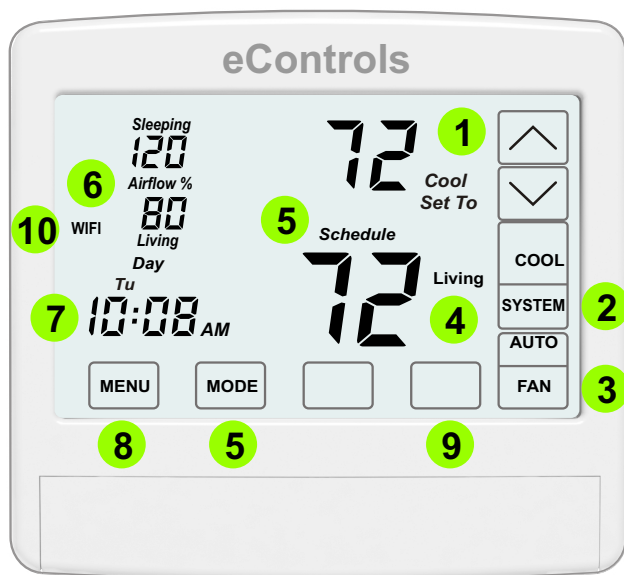 eControls
Sleeping
120
Airflow %
80
Living
Day
Tu
10:08 AM
6
10
WIFI
7
72
1
Cool
Set To
5
Schedule
72
Living
4
COOL
SYSTEM
2
AUTO
FAN
3
MENU
MODE
8
5
9